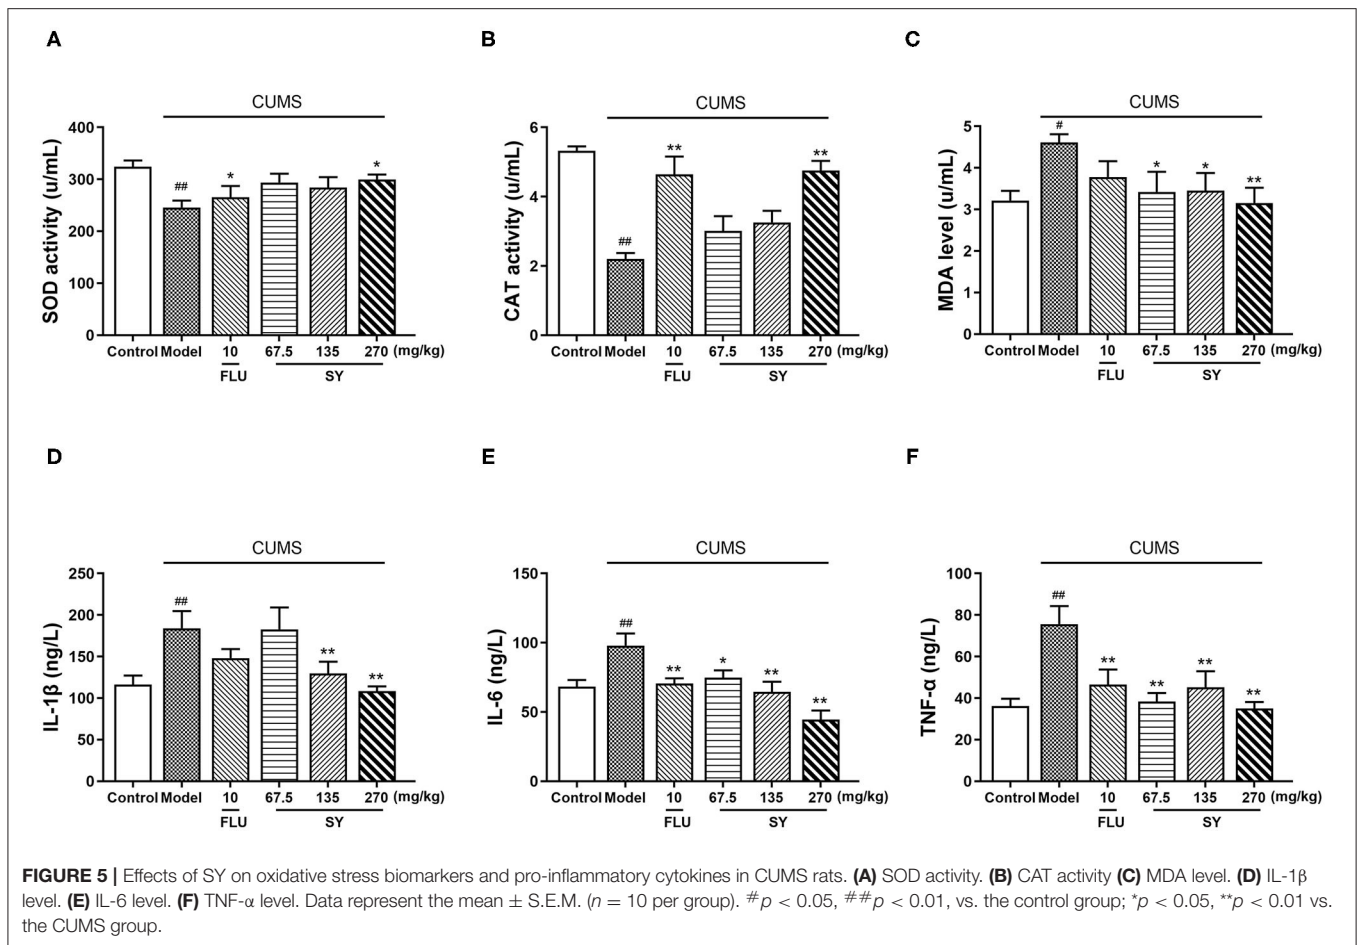 A
CUMS
SOD activity (u/mL)
400
300
200
100
0
##
*
*
Control Model 10 67.5 135 270 (mg/kg)
FLU SY
B
CUMS
CAT activity (u/mL)
6
4
2
0
##
**
**
Control Model 10 67.5 135 270 (mg/kg)
FLU SY
C
CUMS
MDA level (u/mL)
5
4
3
2
1
0
#
*
*
**
Control Model 10 67.5 135 270 (mg/kg)
FLU SY
D
CUMS
IL-1β (ng/L)
250
200
150
100
50
0
##
**
**
Control Model 10 67.5 135 270 (mg/kg)
FLU SY
E
CUMS
IL-6 (ng/L)
150
100
50
0
##
**
*
**
**
Control Model 10 67.5 135 270 (mg/kg)
FLU SY
F
CUMS
TNF-α (ng/L)
100
80
60
40
20
0
##
**
**
**
**
Control Model 10 67.5 135 270 (mg/kg)
FLU SY
FIGURE 5 | Effects of SY on oxidative stress biomarkers and pro-inflammatory cytokines in CUMS rats. (A) SOD activity. (B) CAT activity (C) MDA level. (D) IL-1β
level. (E) IL-6 level. (F) TNF-α level. Data represent the mean ± S.E.M. (n = 10 per group). #p < 0.05, ##p < 0.01, vs. the control group; *p < 0.05, **p < 0.01 vs.
the CUMS group.